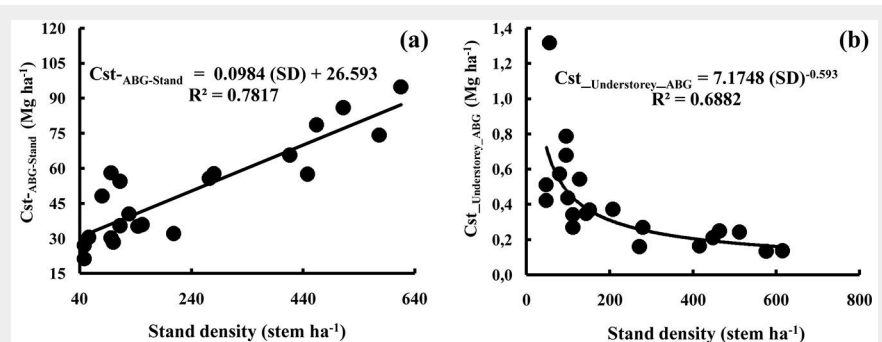 (a)
Cst-ABG-Stand = 0.0984 (SD) + 26.593
R² = 0.7817
Cst-ABG-Stand (Mg ha-1)
120
105
90
75
60
45
30
15
40 240 440 640
Stand density (stem ha-1)
(b)
Cst_Understorey_ABG = 7.1748 (SD)-0.593
R² = 0.6882
Cst_Understorey_ABG (Mg ha-1)
1,4
1,2
1,0
0,8
0,6
0,4
0,2
0,0
0 200 400 600 800
Stand density (stem ha-1)